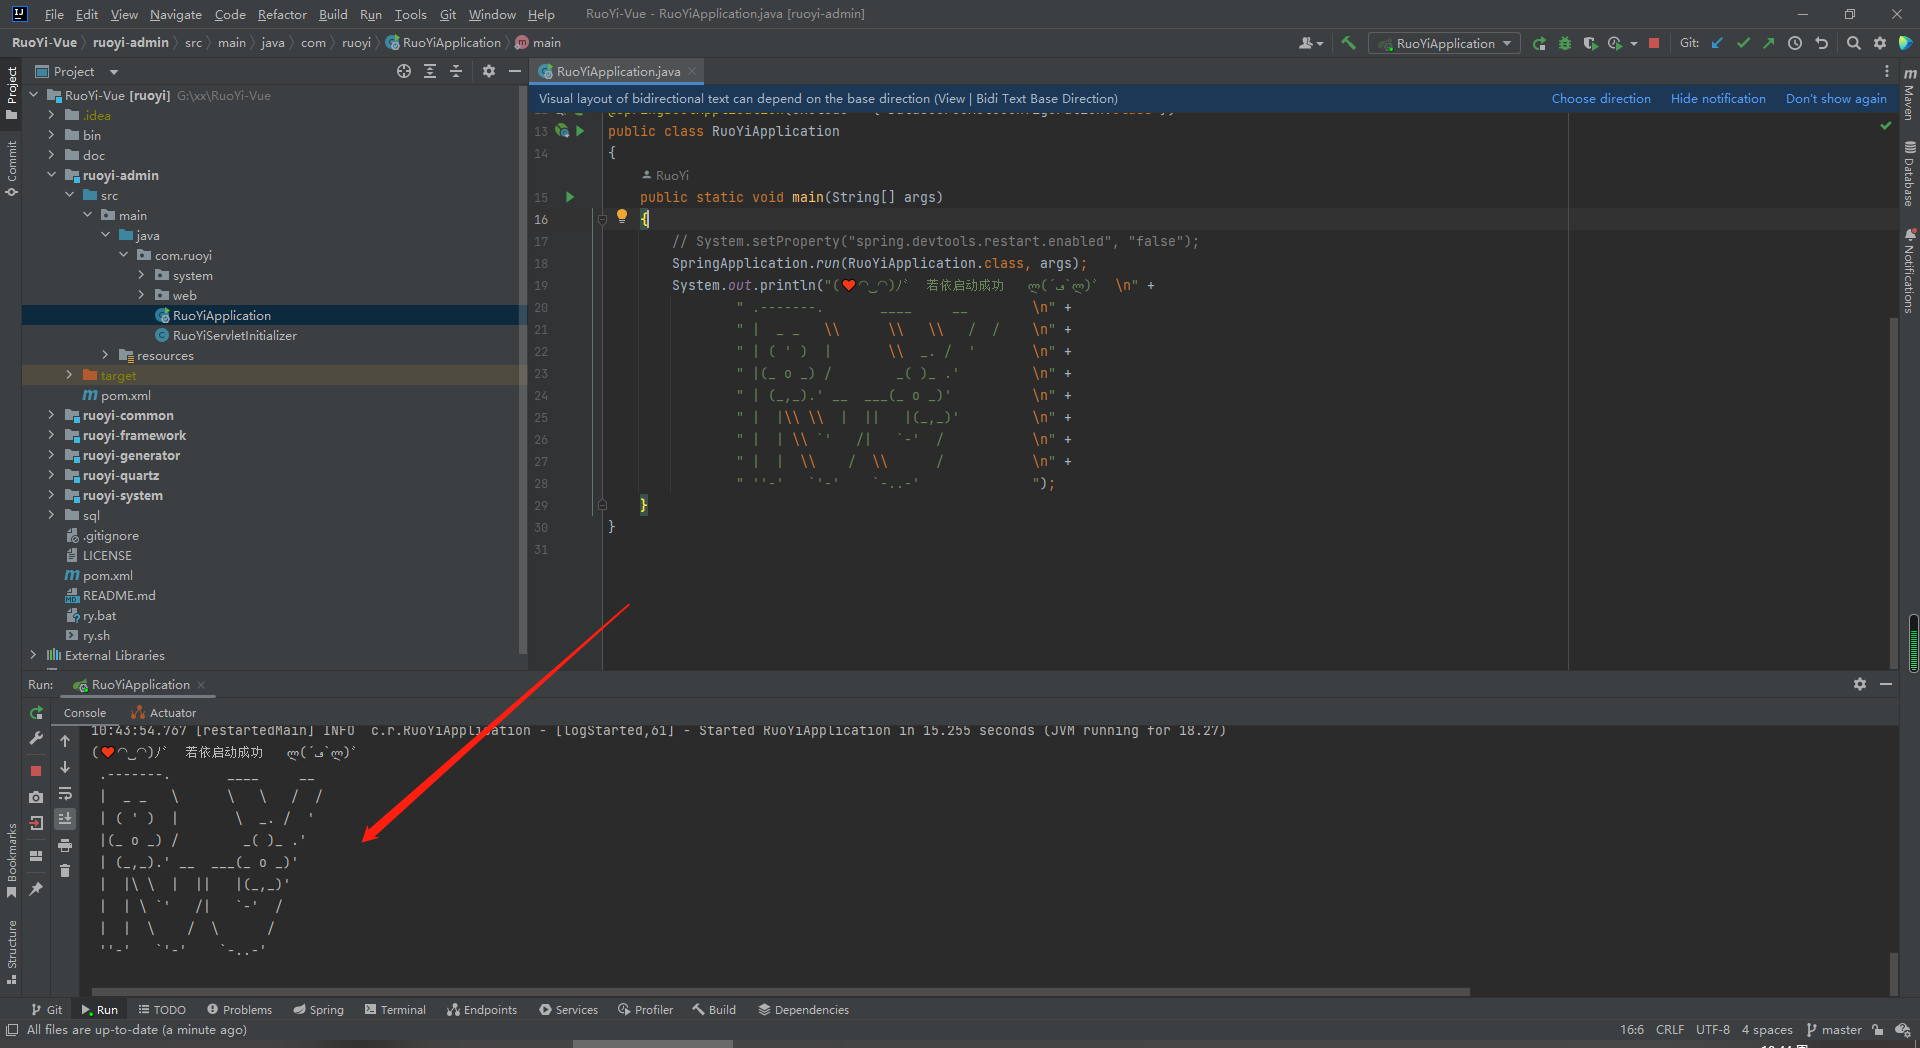 File Edit View Navigate Code Refactor Build Run Tools Git Window Help RuoYi-Vue - RuoYiApplication.java [ruoyi-admin]
RuoYi-Vue ruoyi-admin src main java com ruoyi RuoYiApplication main
RuoYiApplication Git:
Project
RuoYiApplication.java
Project
Commit
Bookmarks
Structure
RuoYi-Vue [ruoyi] G:\xx\RuoYi-Vue
.idea
bin
doc
ruoyi-admin
src
main
java
com.ruoyi
system
web
RuoYiApplication
RuoYiServletInitializer
resources
target
pom.xml
ruoyi-common
ruoyi-framework
ruoyi-generator
ruoyi-quartz
ruoyi-system
sql
.gitignore
LICENSE
pom.xml
README.md
ry.bat
ry.sh
External Libraries
Visual layout of bidirectional text can depend on the base direction (View | Bidi Text Base Direction) Choose direction Hide notification Don't show again
13 public class RuoYiApplication
14 {
RuoYi
15 public static void main(String[] args)
16 {
17 // System.setProperty("spring.devtools.restart.enabled", "false");
18 SpringApplication.run(RuoYiApplication.class, args);
19 System.out.println("(♥◠‿◠)ノ゙  若依启动成功   ლ(´ڡ`ლ)゙  \n" +
20 " .-------.       ____     __        \n" +
21 " |  _ _   \\      \\   \\   /  /    \n" +
22 " | ( ' )  |       \\  _. /  '       \n" +
23 " |(_ o _) /        _( )_ .'         \n" +
24 " | (_,_).' __  ___(_ o _)'          \n" +
25 " |  |\\ \\  |  ||   |(_,_)'         \n" +
26 " |  | \\ `'   /|   `-'  /           \n" +
27 " |  |  \\    /  \\      /           \n" +
28 " ''-'   `'-'    `-..-'              ");
29 }
30 }
31
m Maven
Database
Notifications
Run: RuoYiApplication
Console Actuator
10:43:54.767 [restartedMain] INFO  c.r.RuoYiApplication - [logStarted,61] - Started RuoYiApplication in 15.255 seconds (JVM running for 18.27)
(♥◠‿◠)ノ゙  若依启动成功   ლ(´ڡ`ლ)゙
 .-------.       ____     __
 |  _ _   \      \   \   /  /
 | ( ' )  |       \  _. /  '
 |(_ o _) /        _( )_ .'
 | (_,_).' __  ___(_ o _)'
 |  |\ \  |  ||   |(_,_)'
 |  | \ `'   /|   `-'  /
 |  |  \    /  \      /
 ''-'   `'-'    `-..-'
Git Run TODO Problems Spring Terminal Endpoints Services Profiler Build Dependencies
All files are up-to-date (a minute ago) 16:6 CRLF UTF-8 4 spaces master